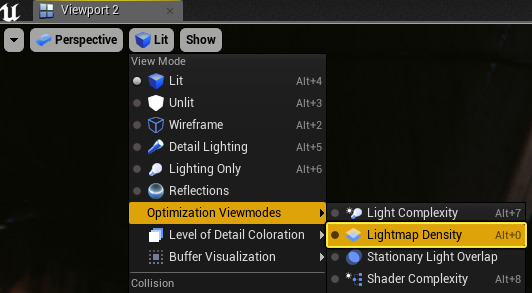 Viewport 2
Perspective Lit Show
View Mode
Lit Alt+4
Unlit Alt+3
Wireframe Alt+2
Detail Lighting Alt+5
Lighting Only Alt+6
Reflections
Optimization Viewmodes Light Complexity Alt+7
Level of Detail Coloration Lightmap Density Alt+0
Buffer Visualization Stationary Light Overlap
Collision Shader Complexity Alt+8